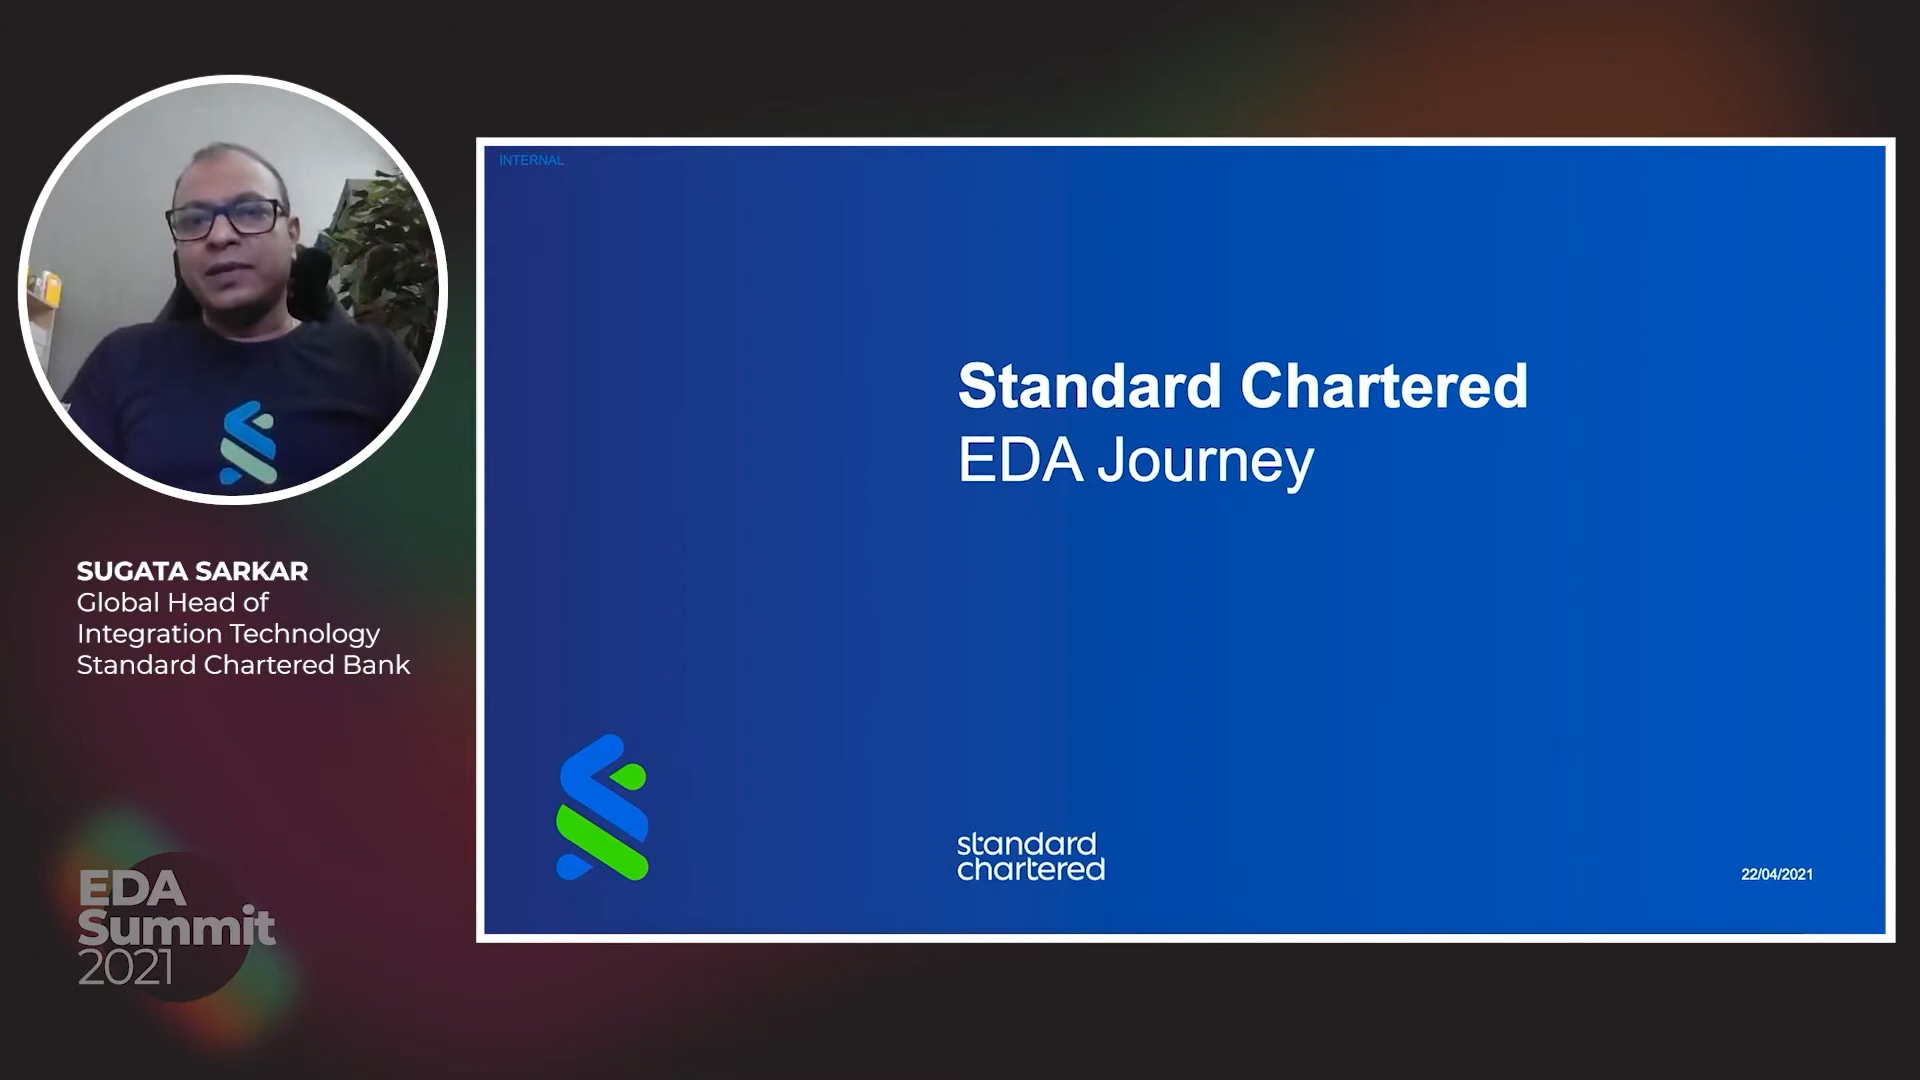 SUGATA SARKAR
Global Head of
Integration Technology
Standard Chartered Bank
EDA
Summit
2021
INTERNAL
Standard Chartered
EDA Journey
standard
chartered
22/04/2021